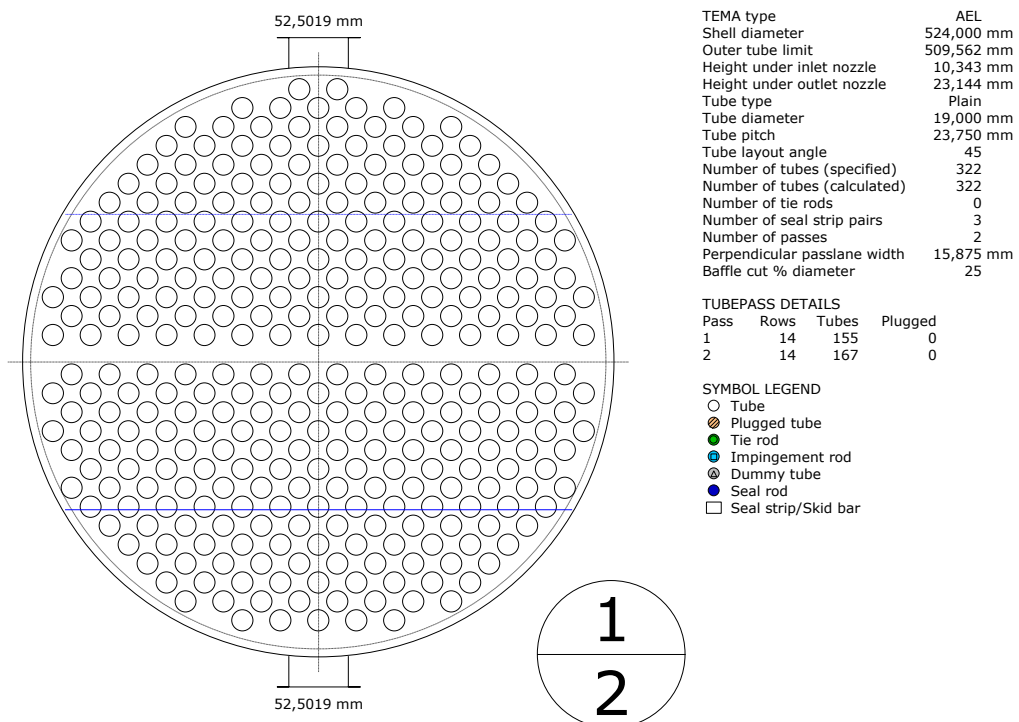 52,5019 mm
TEMA type AEL
Shell diameter 524,000 mm
Outer tube limit 509,562 mm
Height under inlet nozzle 10,343 mm
Height under outlet nozzle 23,144 mm
Tube type Plain
Tube diameter 19,000 mm
Tube pitch 23,750 mm
Tube layout angle 45
Number of tubes (specified) 322
Number of tubes (calculated) 322
Number of tie rods 0
Number of seal strip pairs 3
Number of passes 2
Perpendicular passlane width 15,875 mm
Baffle cut % diameter 25
TUBEPASS DETAILS
Pass Rows Tubes Plugged
1 14 155 0
2 14 167 0
SYMBOL LEGEND
Tube
Plugged tube
Tie rod
Impingement rod
Dummy tube
Seal rod
Seal strip/Skid bar
1
2
52,5019 mm